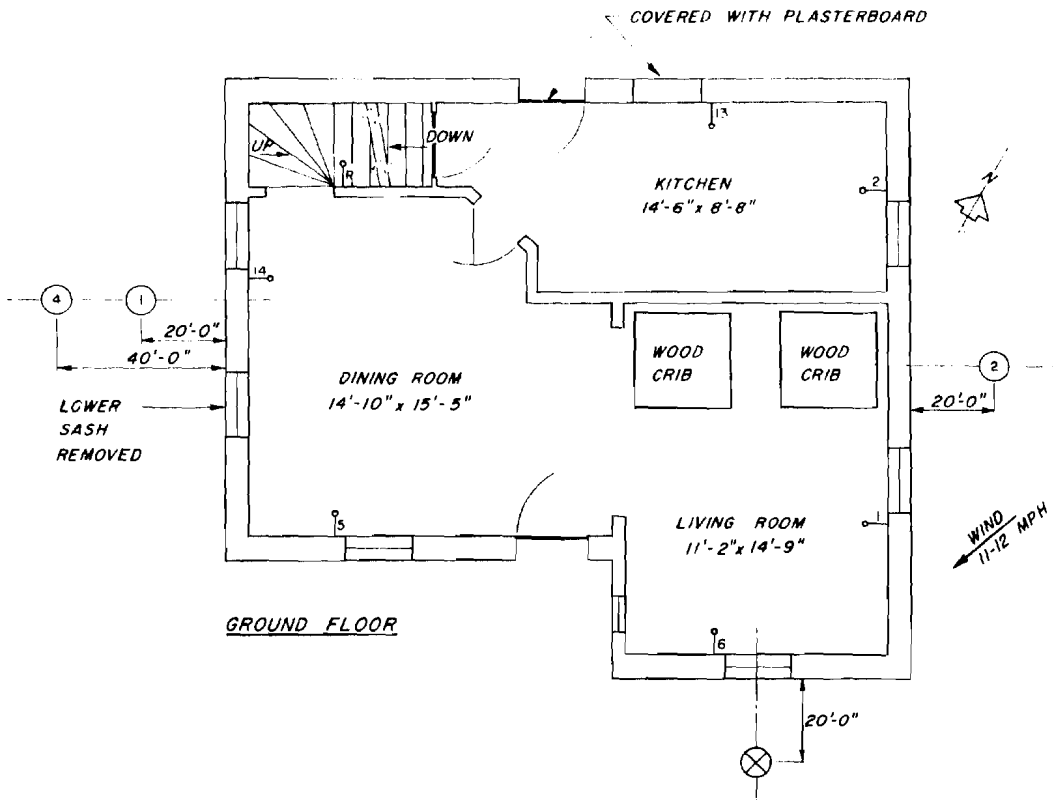 COVERED WITH PLASTERBOARD
13
UP
DOWN
R
KITCHEN
14'-6" x 8'-8"
2
N
14
4
1
20'-0"
40'-0"
LOWER
SASH
REMOVED
DINING ROOM
14'-10" x 15'-5"
WOOD
CRIB
WOOD
CRIB
2
20'-0"
5
LIVING ROOM
11'-2" x 14'-9"
1
WIND
11-12 MPH
GROUND FLOOR
6
20'-0"